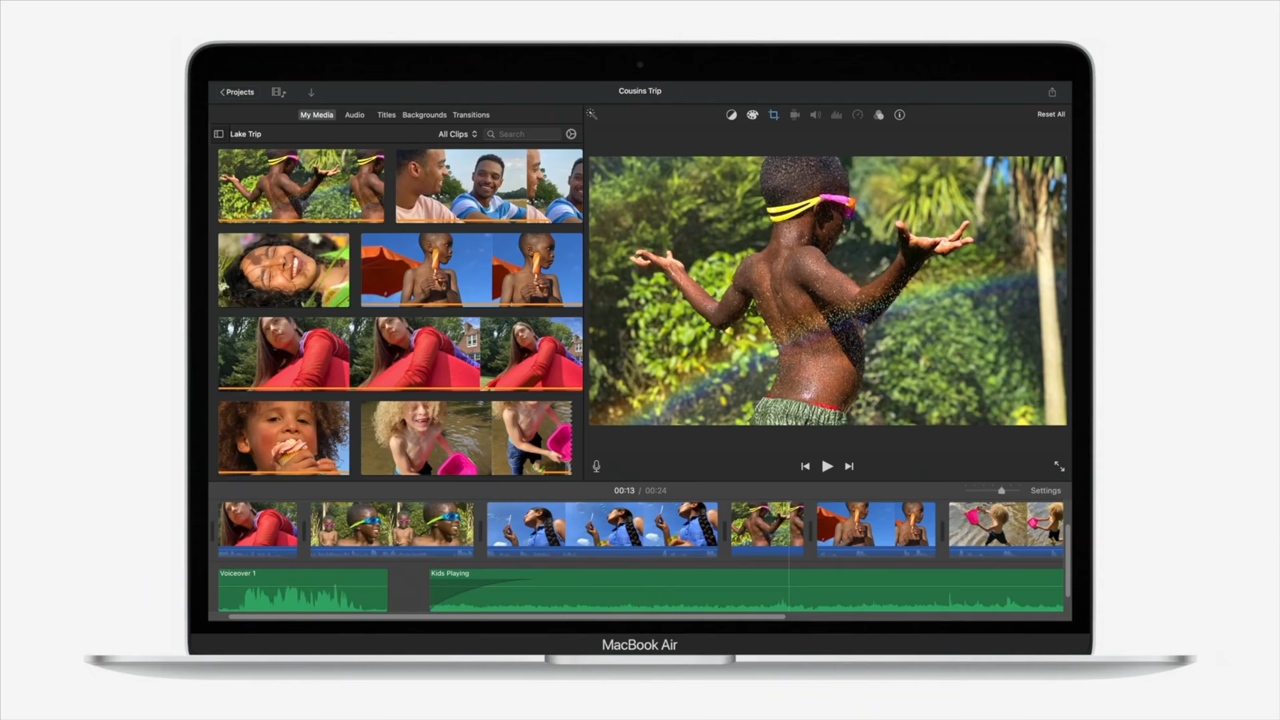 Projects
Cousins Trip
My Media Audio Titles Backgrounds Transitions
Reset All
Lake Trip
All Clips
Search
00:13 / 00:24
Settings
Voiceover 1
Kids Playing
MacBook Air